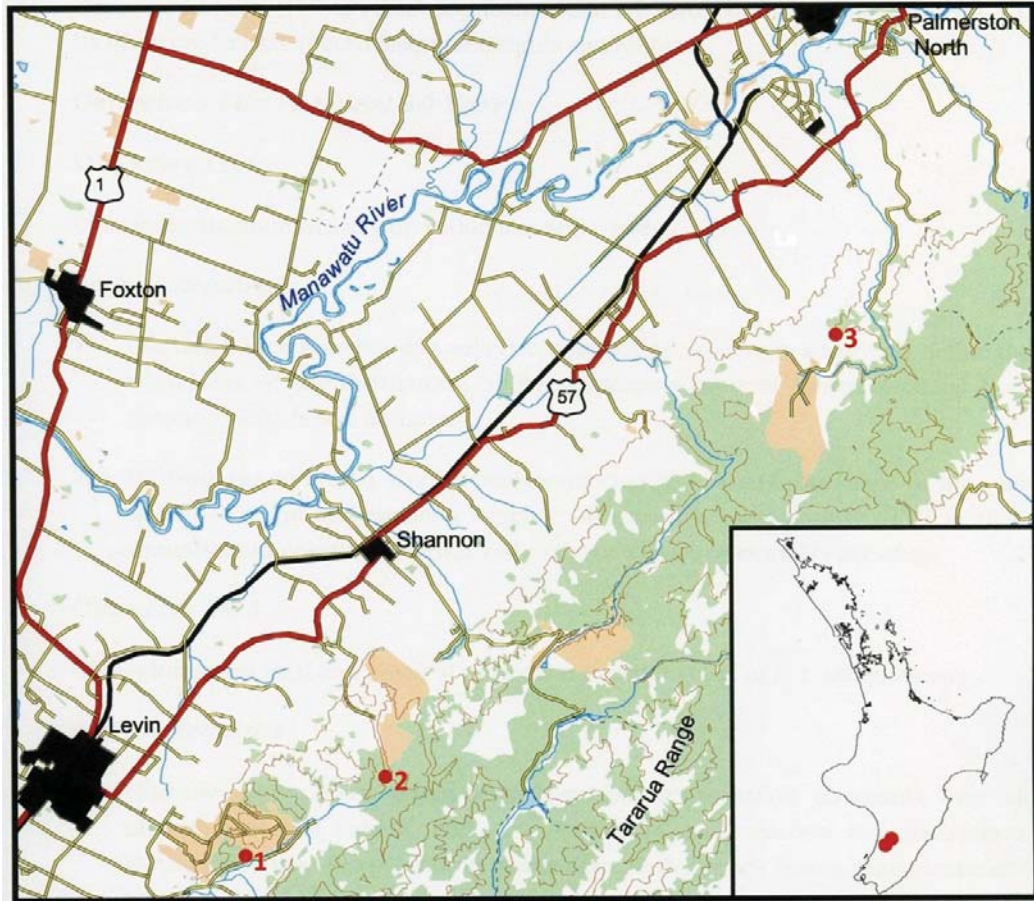 Palmerston
North
1
Manawatu River
Foxton
3
57
Shannon
Levin
2
Tararua Range
1